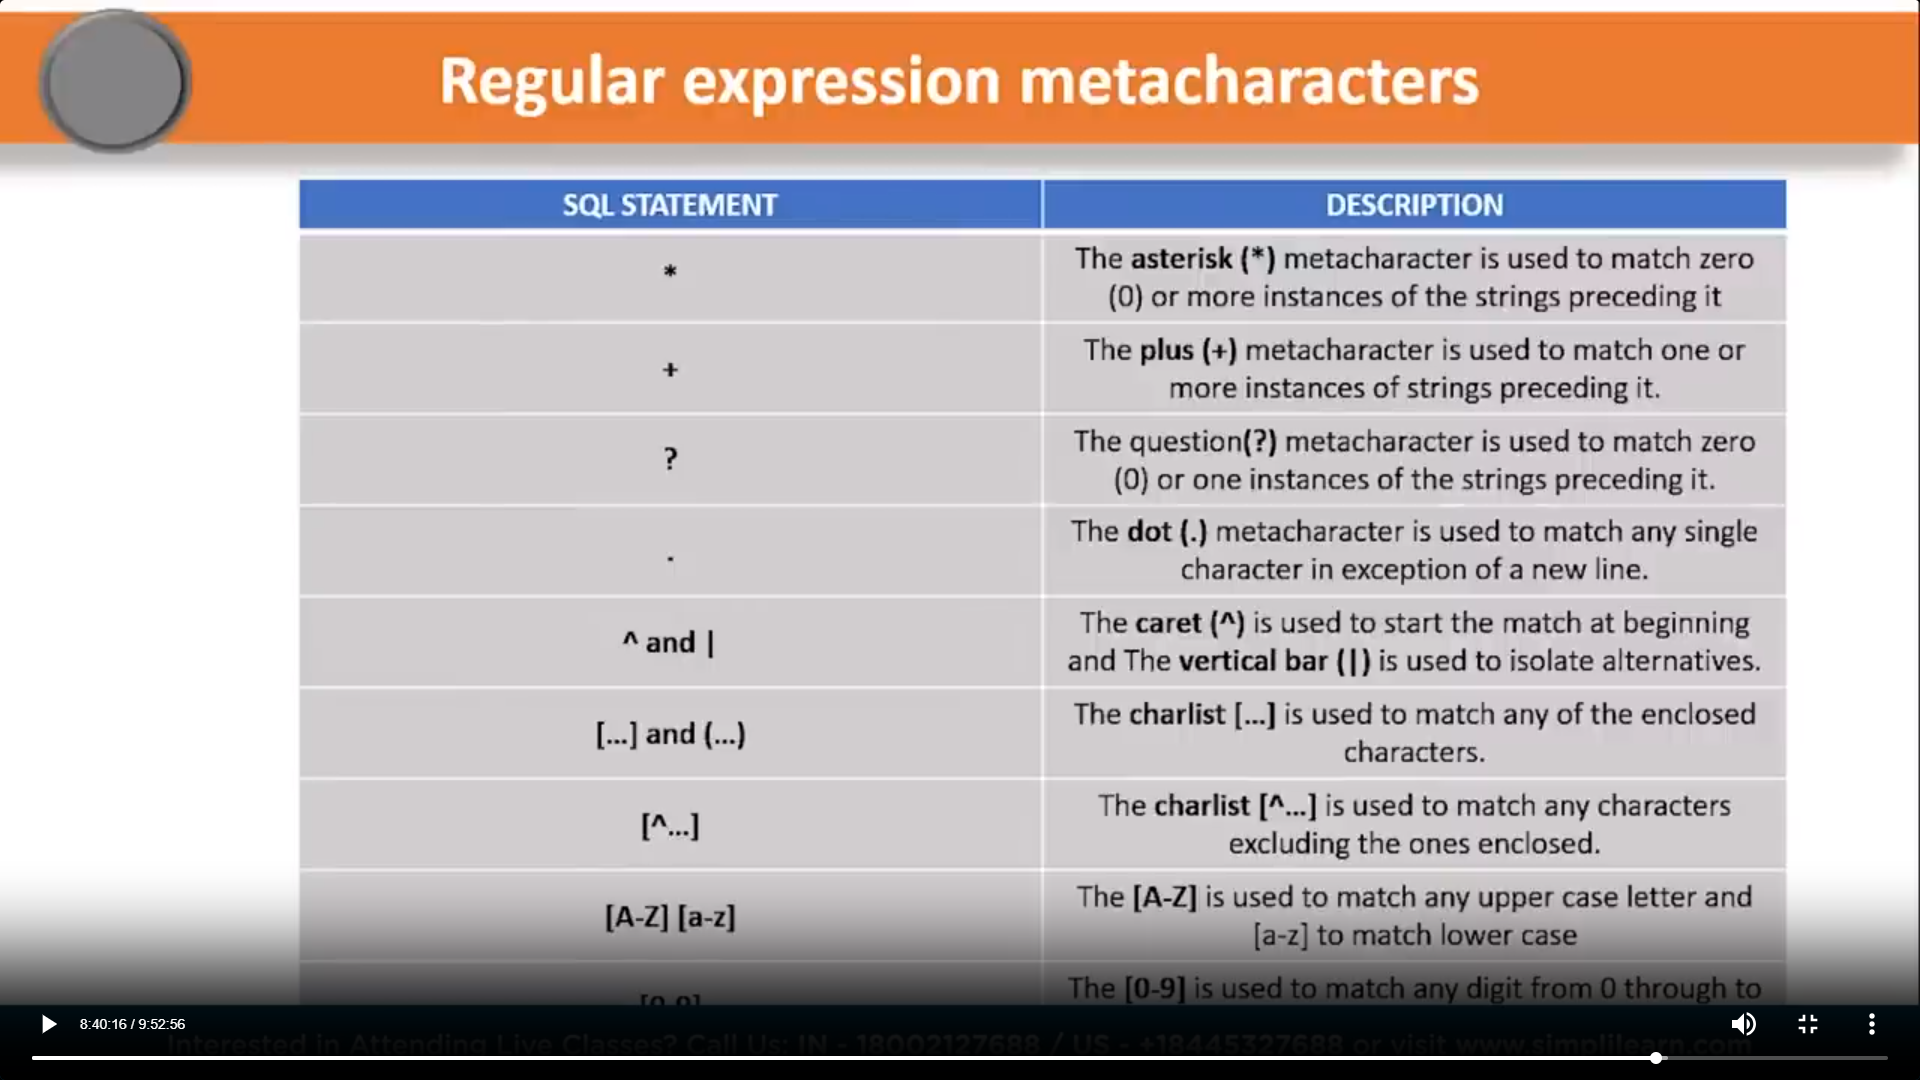 Regular expression metacharacters
SQL STATEMENT
DESCRIPTION
*
The asterisk (*) metacharacter is used to match zero
(0) or more instances of the strings preceding it
+
The plus (+) metacharacter is used to match one or
more instances of strings preceding it.
?
The question(?) metacharacter is used to match zero
(0) or one instances of the strings preceding it.
.
The dot (.) metacharacter is used to match any single
character in exception of a new line.
^ and |
The caret (^) is used to start the match at beginning
and The vertical bar (|) is used to isolate alternatives.
[...] and (...)
The charlist [...] is used to match any of the enclosed
characters.
[^...]
The charlist [^...] is used to match any characters
excluding the ones enclosed.
[A-Z] [a-z]
The [A-Z] is used to match any upper case letter and
[a-z] to match lower case
[0-9]
The [0-9] is used to match any digit from 0 through to
8:40:16 / 9:52:56
Interested in Attending Live Classes? Call Us: IN - 18002127688 / US - +18445327688 or visit www.simplilearn.com